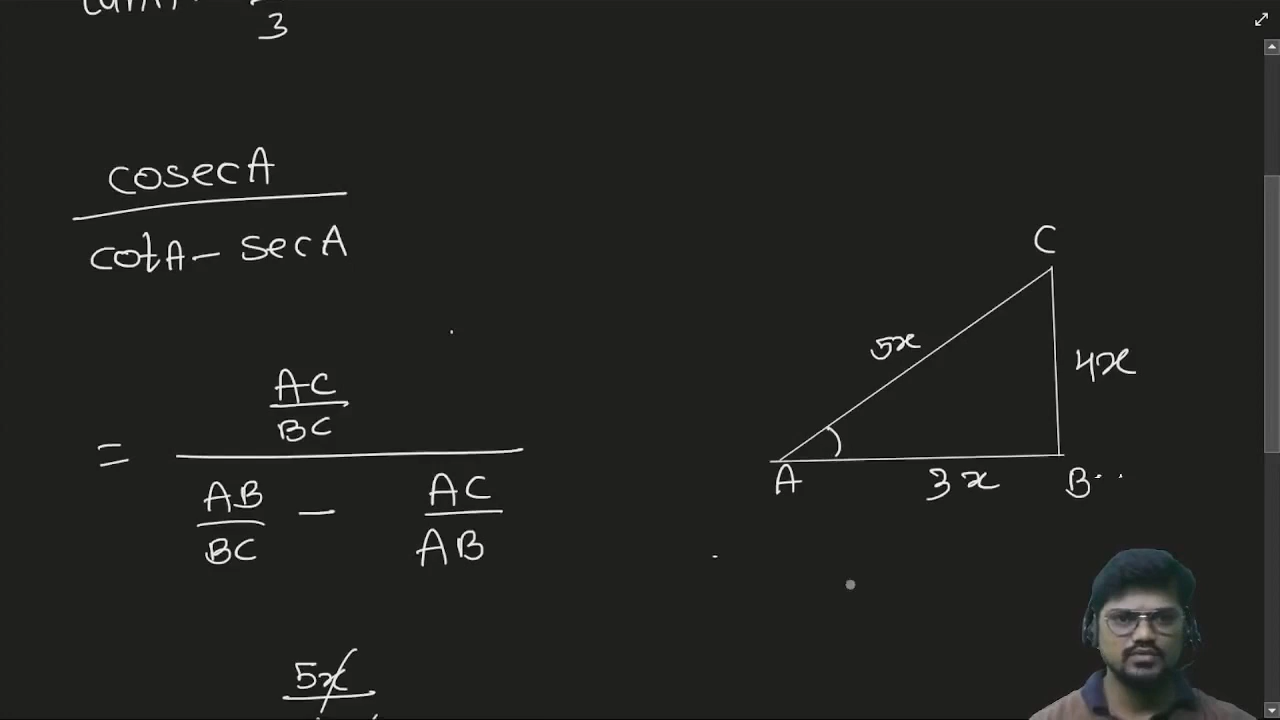 3
cosecA
cotA - secA
AC
BC
=
AB - AC
BC AB
5x
C
5x
4x
A
3x
B